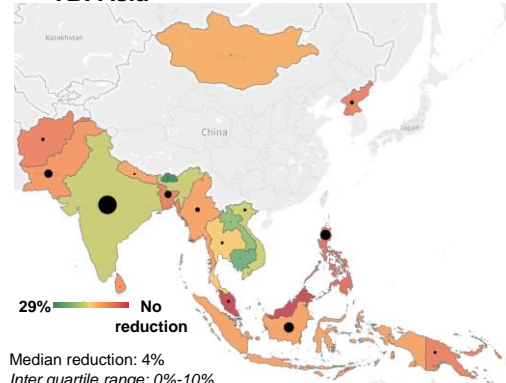 Kazakhstan
China
Japan
29%
No
reduction
Median reduction: 4%
Inter quartile range: 0%-10%